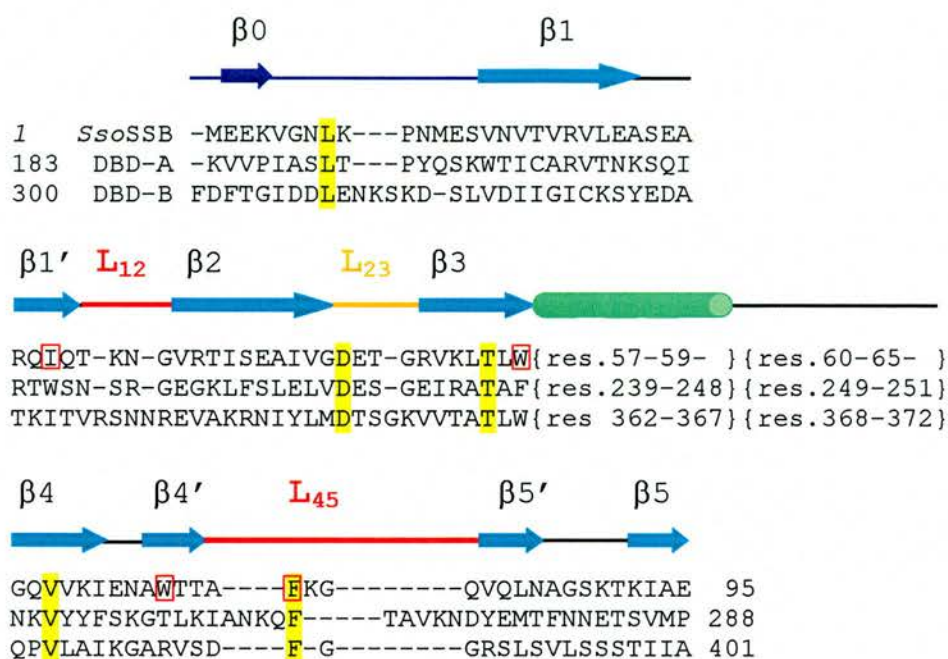 β0 β1
1 SsoSSB -MEEKVGNLK---PNMESVNVTVRVLEASEA
183 DBD-A -KVVPIASLT---PYQSKWTICARVTNKSQI
300 DBD-B FDFTGIDDLENKSKD-SLVDIIGICKSYEDA
β1' L12 β2 L23 β3
RQIQT-KN-GVRTISEAIVGDET-GRVKLTLW{res.57-59- }{res.60-65- }
RTWSN-SR-GEGKLFSLELVDES-GEIRATAF{res.239-248}{res.249-251}
TKITVRSNNREVAKRNIYLMDTSGKVVTATLW{res 362-367}{res.368-372}
β4 β4' L45 β5' β5
GQVVKIENAWTTA----FKG-------QVQLNAGSKTKIAE 95
NKVYYFSKGTLKIANKQF----TAVKNDYEMTFNNETSVMP 288
QPVLAIKGARVSD----F-G-------GRSLSVLSSSTIIA 401